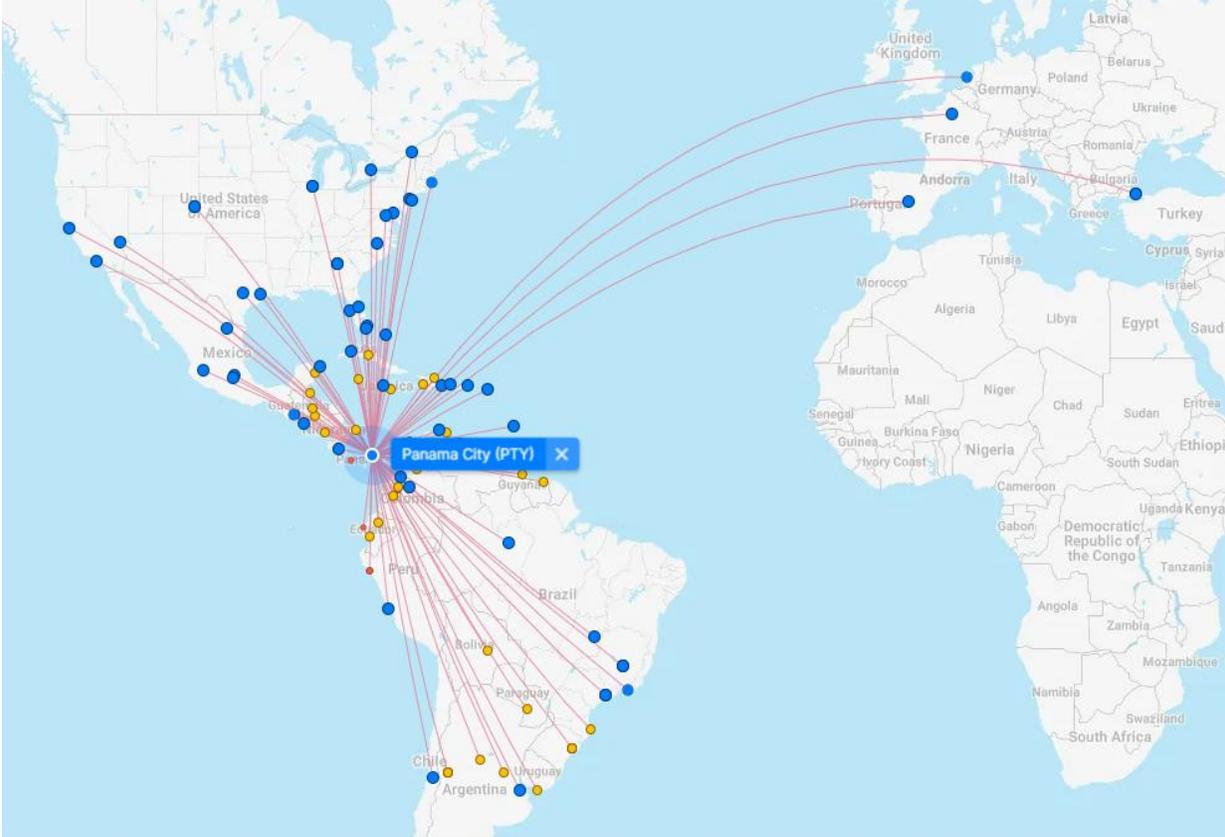 Latvia
United
Kingdom
Belarus
Poland
Germany
Ukraine
Austria
France
Romania
Andorra
Italy
Bulgaria
United States
of America
Greece
Turkey
Tunisia
Cyprus
Syria
Morocco
Israel
Algeria
Libya
Egypt
Saud
Mexico
Mauritania
Mali
Niger
Chad
Sudan
Eritrea
Senegal
Burkina Faso
Guinea
Nigeria
Ethiop
Ivory Coast
South Sudan
Panama City (PTY)
Guyana
Cameroon
Uganda
Kenya
Gabon
Democratic
Republic of
the Congo
Peru
Tanzania
Brazil
Angola
Zambia
Bolivia
Mozambique
Paraguay
Namibia
Swaziland
South Africa
Chile
Uruguay
Argentina